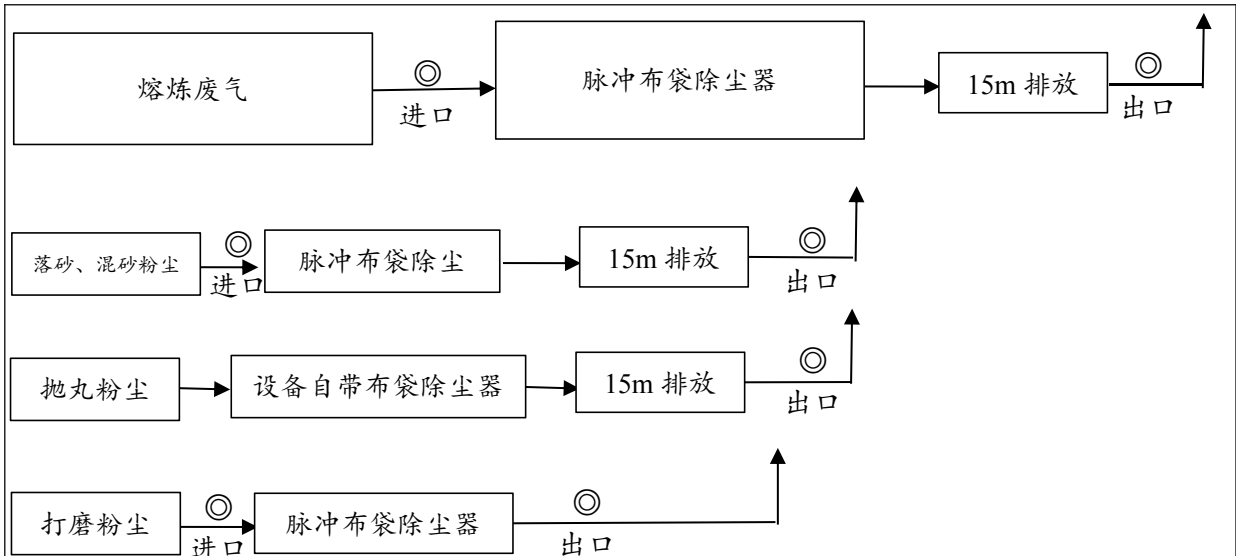 熔炼废气
◎
进口
脉冲布袋除尘器
15m 排放
◎
出口
落砂、混砂粉尘
◎
进口
脉冲布袋除尘
15m 排放
◎
出口
抛丸粉尘
设备自带布袋除尘器
15m 排放
◎
出口
打磨粉尘
◎
进口
脉冲布袋除尘器
◎
出口